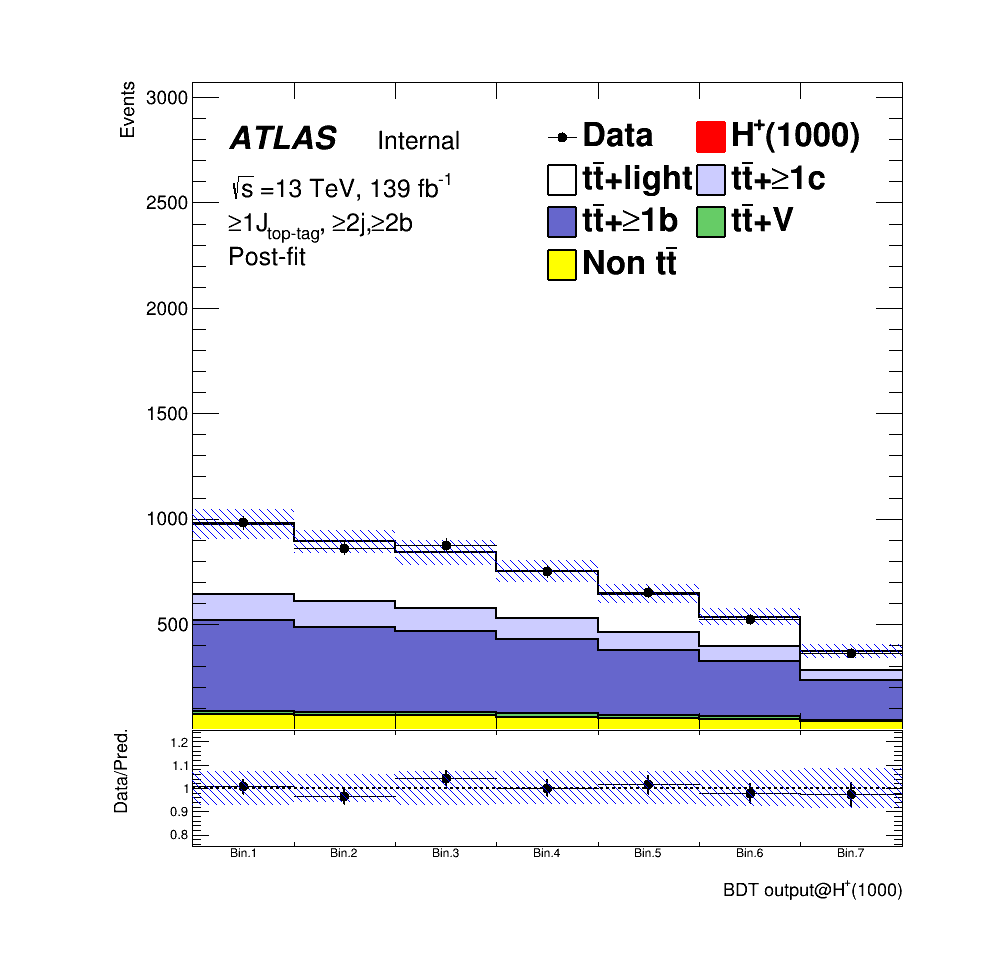 Events
3000
2500
2000
1500
1000
500
ATLAS Internal
√s =13 TeV, 139 fb⁻¹
≥1J_top-tag, ≥2j,≥2b
Post-fit
Data H⁺(1000)
tt̄+light tt̄+≥1c
tt̄+≥1b tt̄+V
Non tt̄
Data/Pred.
1.2
1.1
1
0.9
0.8
Bin.1 Bin.2 Bin.3 Bin.4 Bin.5 Bin.6 Bin.7
BDT output@H⁺(1000)